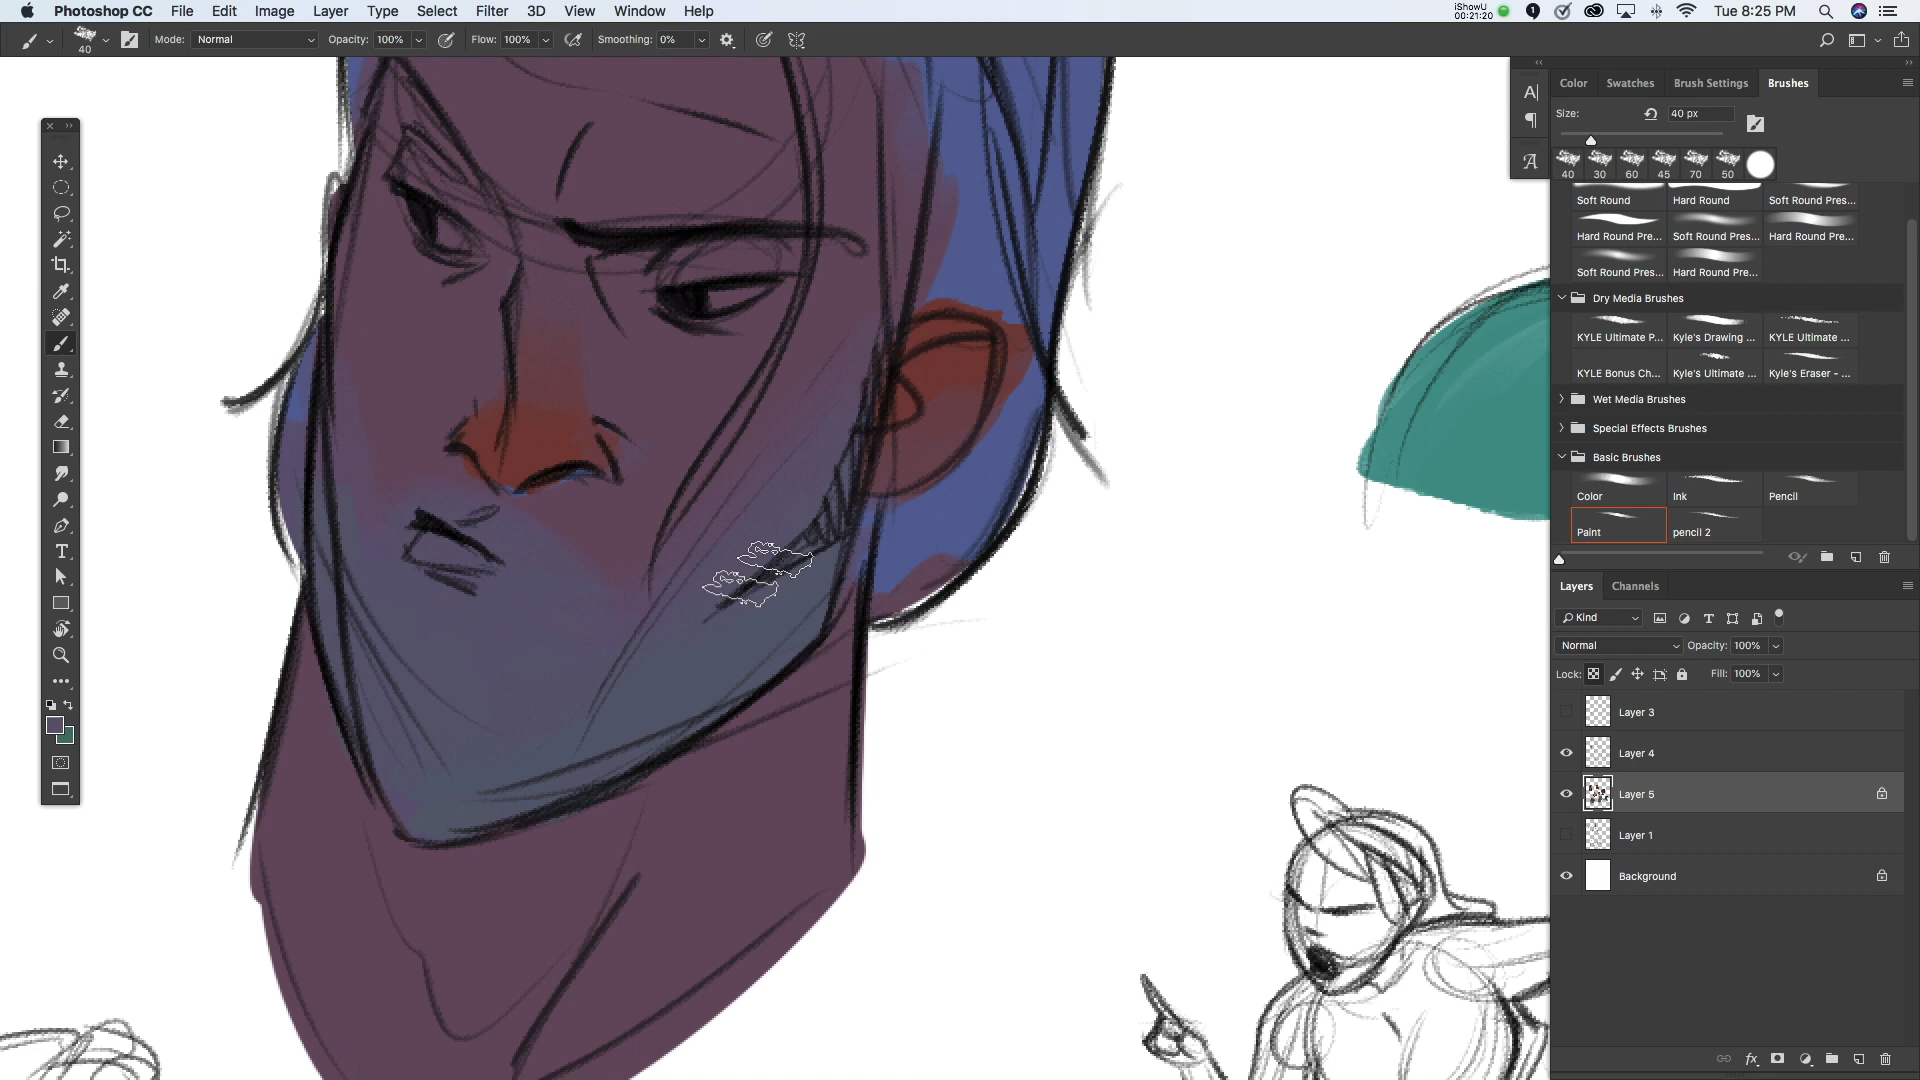 Photoshop CC File Edit Image Layer Type Select Filter 3D View Window Help iShowU 00:21:20 Tue 8:25 PM
40 Mode: Normal Opacity: 100% Flow: 100% Smoothing: 0%
Color Swatches Brush Settings Brushes
Size: 40 px
40 30 60 45 70 50
Soft Round Hard Round Soft Round Pres...
Hard Round Pre... Soft Round Pres... Hard Round Pre...
Soft Round Pres... Hard Round Pre...
Dry Media Brushes
KYLE Ultimate P... Kyle's Drawing ... KYLE Ultimate ...
KYLE Bonus Ch... Kyle's Ultimate ... Kyle's Eraser - ...
Wet Media Brushes
Special Effects Brushes
Basic Brushes
Color Ink Pencil
Paint pencil 2
Layers Channels
Kind
Normal Opacity: 100%
Lock: Fill: 100%
Layer 3
Layer 4
Layer 5
Layer 1
Background